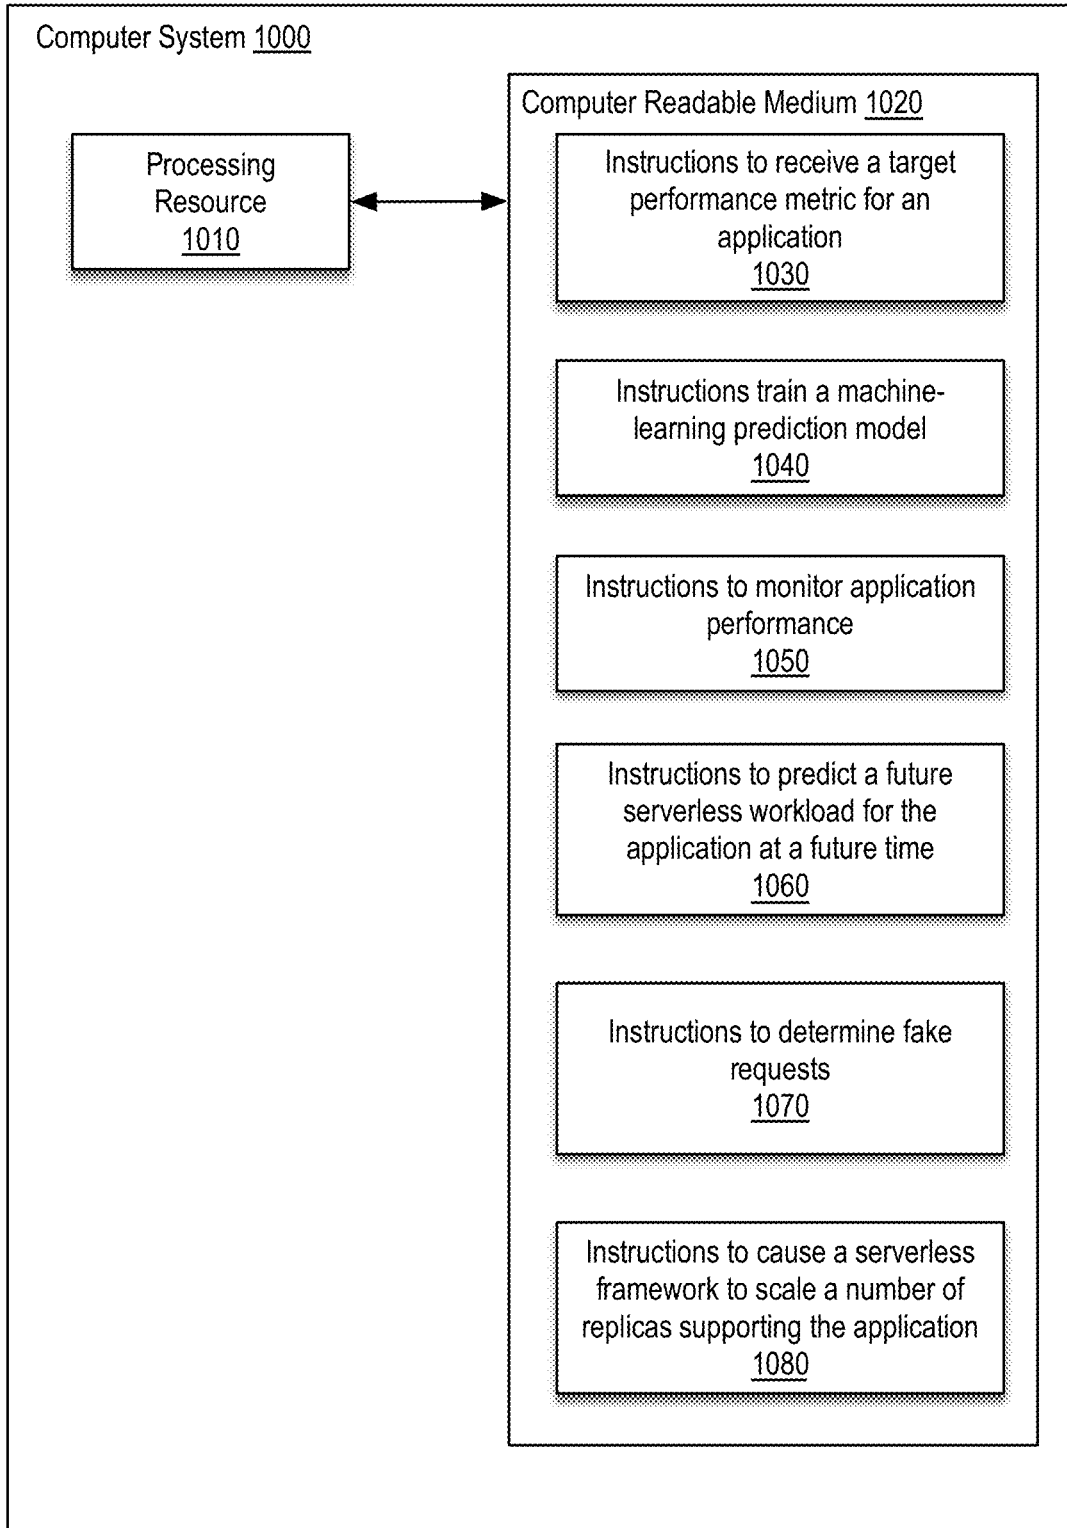 Computer System 1000
Processing
Resource
1010
Computer Readable Medium 1020
Instructions to receive a target
performance metric for an
application
1030
Instructions train a machine-
learning prediction model
1040
Instructions to monitor application
performance
1050
Instructions to predict a future
serverless workload for the
application at a future time
1060
Instructions to determine fake
requests
1070
Instructions to cause a serverless
framework to scale a number of
replicas supporting the application
1080